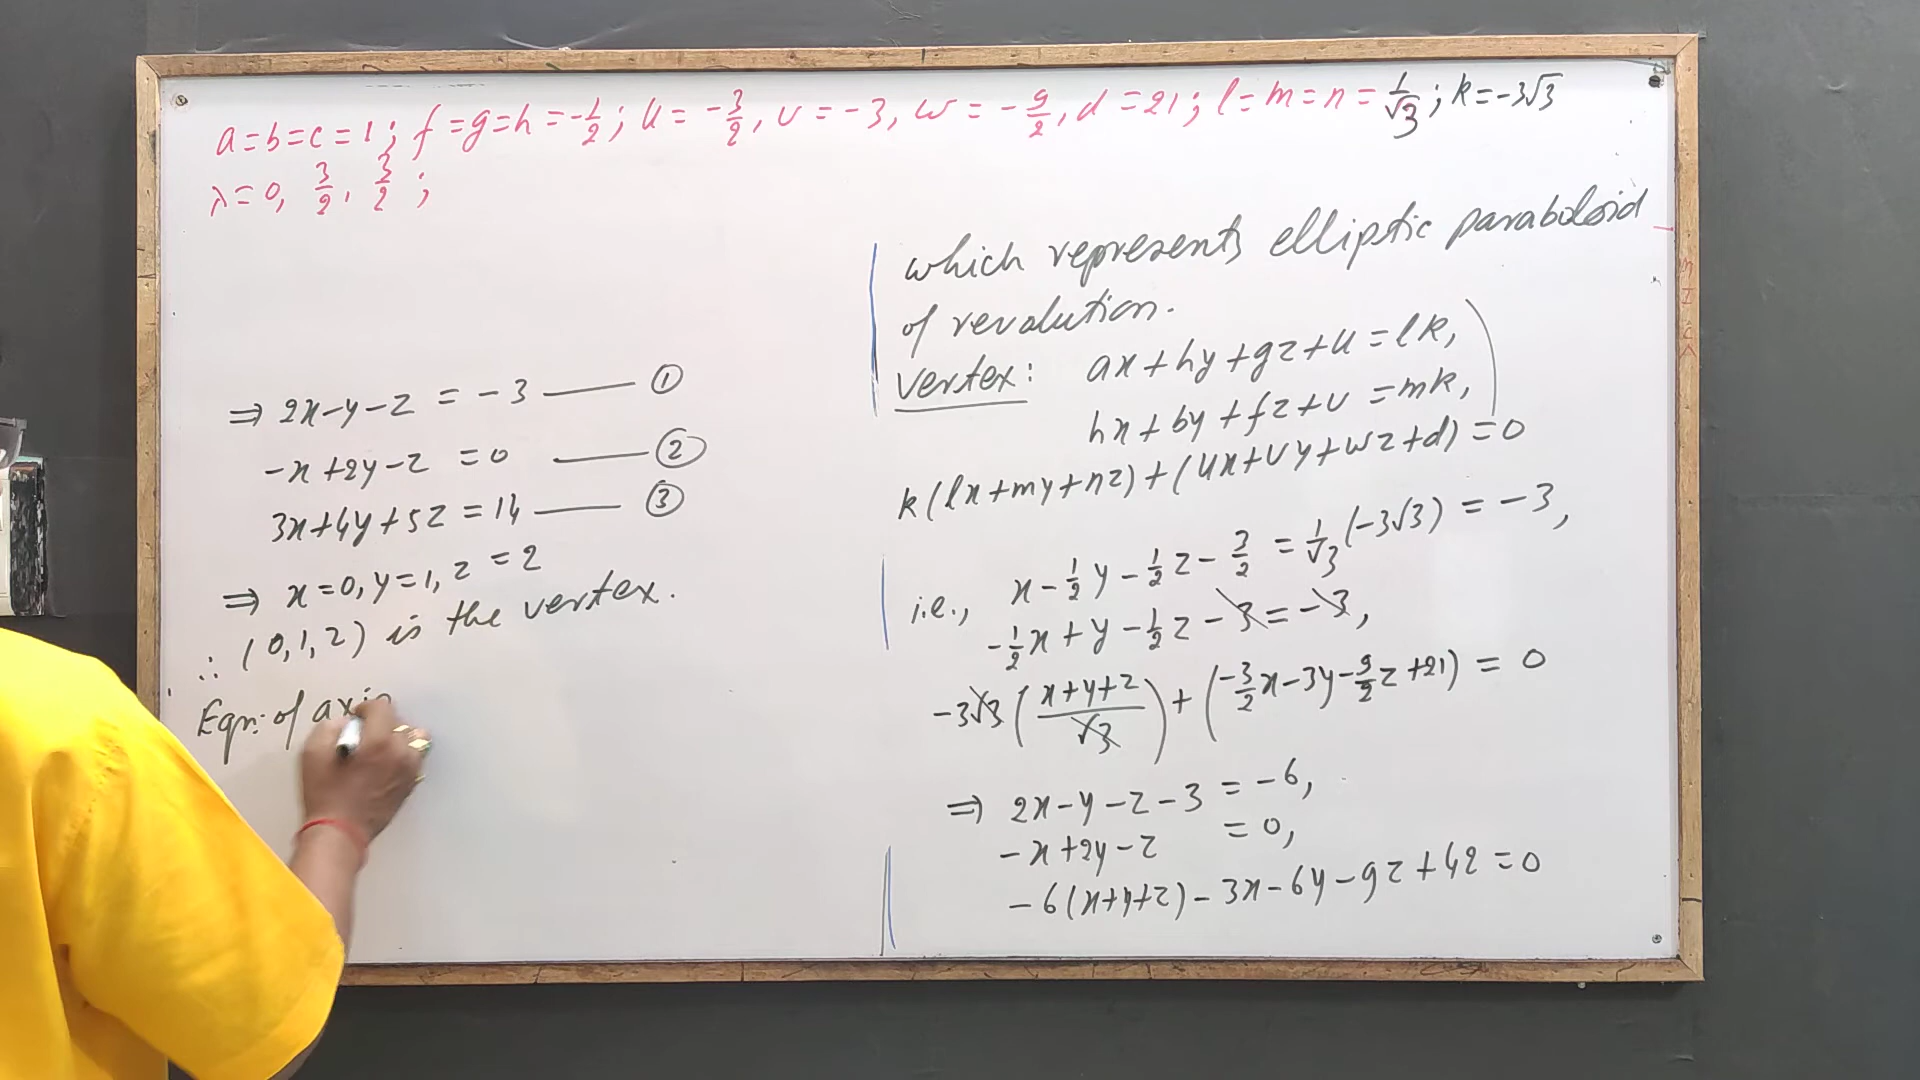 a=b=c=1; f=g=h=-1/2; u=-3/2, v=-3, w=-9/2, d=21; l=m=n=1/√3; k=-3√3
λ=0, 3/2, 3/2;
⇒ 2x-y-z = -3 —— ①
-x+2y-z = 0 —— ②
3x+4y+5z = 14 —— ③
⇒ x=0, y=1, z=2
∴ (0,1,2) is the vertex.
Eqn: of axis
which represents elliptic paraboloid
of revolution.
vertex: ax+hy+gz+u = lk,
hx+by+fz+v = mk,
k(lx+my+nz)+(ux+vy+wz+d) = 0
i.e., x-1/2y-1/2z-3/2 = 1/√3(-3√3) = -3,
-1/2x+y-1/2z-3 = -3,
-3√3((x+y+z)/√3)+(-3/2x-3y-9/2z+21) = 0
⇒ 2x-y-z-3 = -6,
-x+2y-z = 0,
-6(x+y+z)-3x-6y-9z+42 = 0